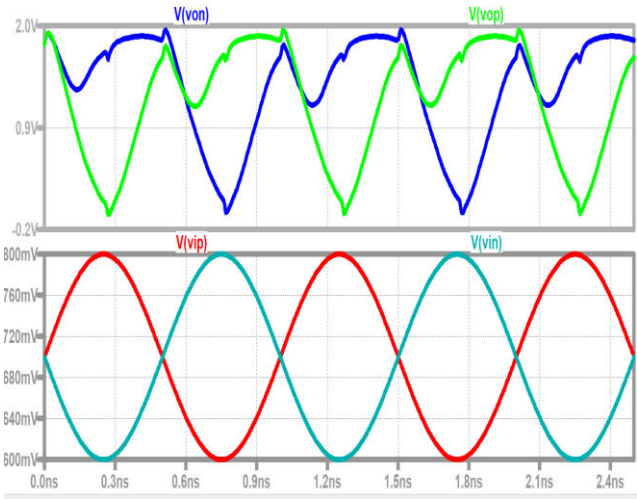 V(von) V(vop)
2.0V
0.9V
-0.2V
V(vip) V(vin)
800mV
760mV
720mV
680mV
640mV
600mV
0.0ns 0.3ns 0.6ns 0.9ns 1.2ns 1.5ns 1.8ns 2.1ns 2.4ns